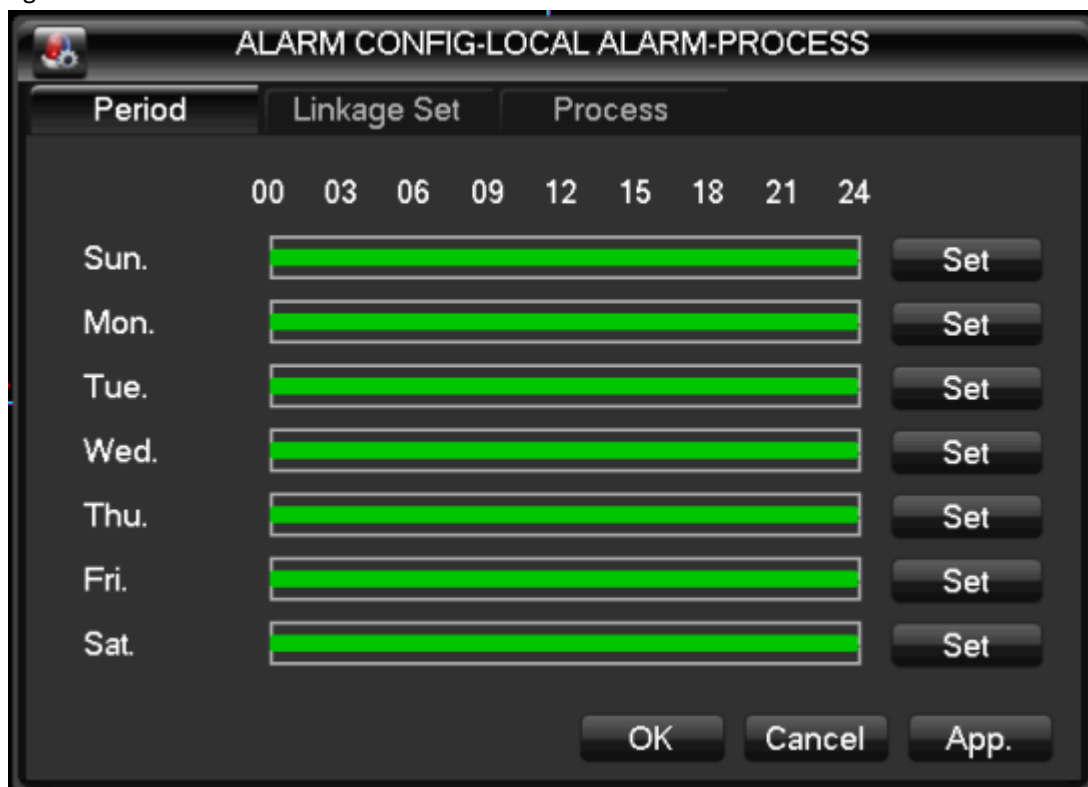 ALARM CONFIG-LOCAL ALARM-PROCESS
Period Linkage Set Process
00 03 06 09 12 15 18 21 24
Sun. Set
Mon. Set
Tue. Set
Wed. Set
Thu. Set
Fri. Set
Sat. Set
OK Cancel App.